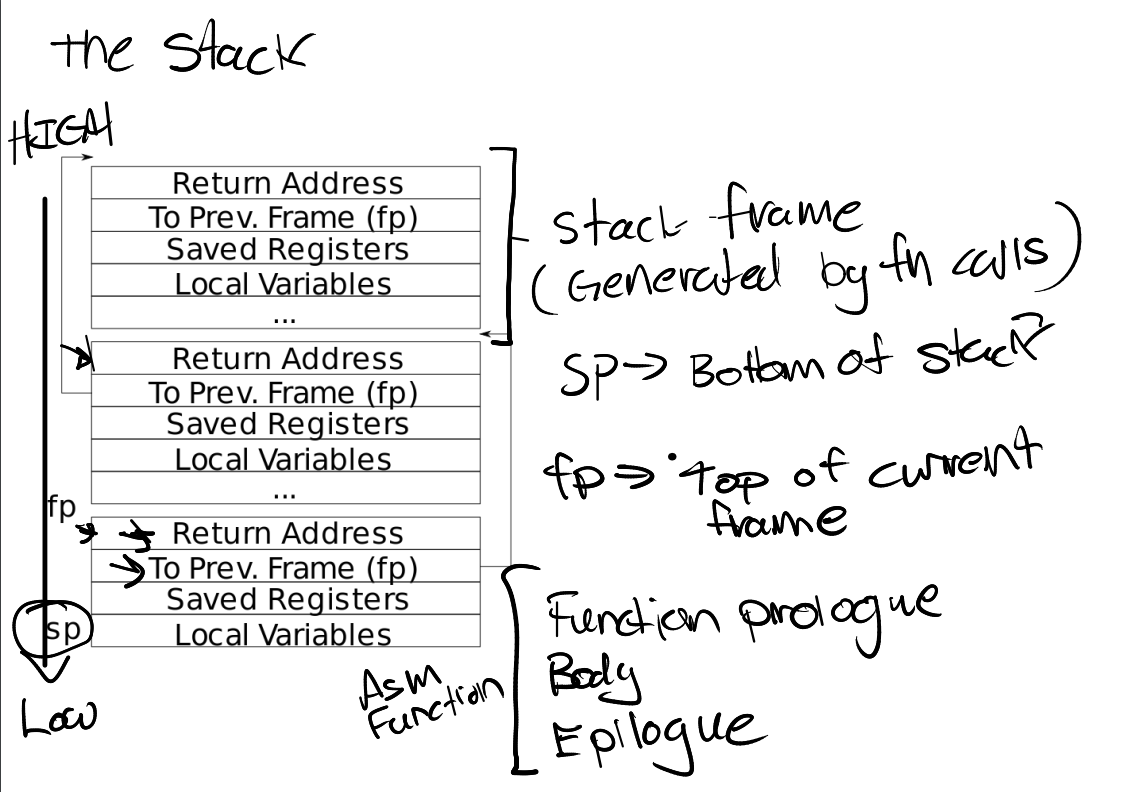 The Stack
HIGH
Return Address
To Prev. Frame (fp)
Saved Registers
Local Variables
...
Return Address
To Prev. Frame (fp)
Saved Registers
Local Variables
...
fp
Return Address
To Prev. Frame (fp)
Saved Registers
sp
Local Variables
Low
Stack frame
(Generated by fn calls)
SP → Bottom of stack
fp → Top of current
frame
Asm
Function
Function prologue
Body
Epilogue